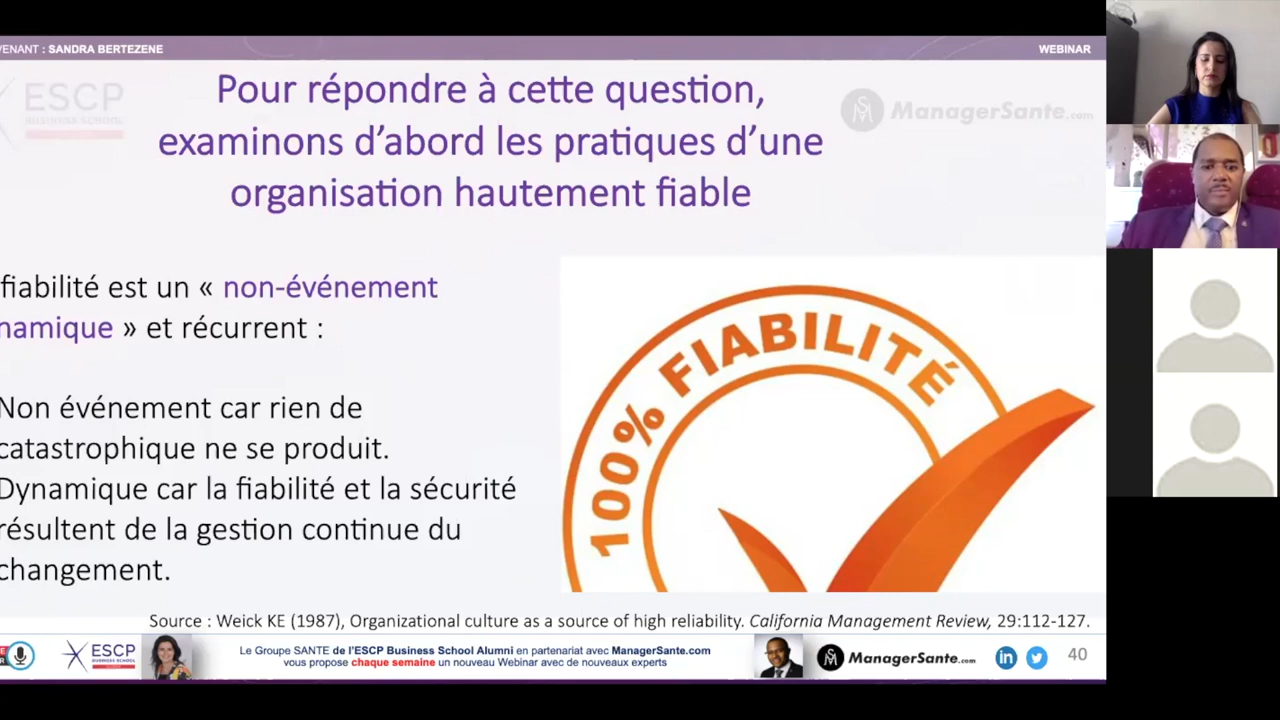 VENANT : SANDRA BERTEZENE
WEBINAR
ESCP
BUSINESS SCHOOL
SM
ManagerSante.com
Pour répondre à cette question,
examinons d’abord les pratiques d’une
organisation hautement fiable
fiabilité est un « non-événement
namique » et récurrent :
Non événement car rien de
catastrophique ne se produit.
Dynamique car la fiabilité et la sécurité
résultent de la gestion continue du
changement.
100% FIABILITÉ
Source : Weick KE (1987), Organizational culture as a source of high reliability. California Management Review, 29:112-127.
ESCP
BUSINESS SCHOOL
Le Groupe SANTE de l’ESCP Business School Alumni en partenariat avec ManagerSante.com
vous propose chaque semaine un nouveau Webinar avec de nouveaux experts
SM
ManagerSante.com
in
40